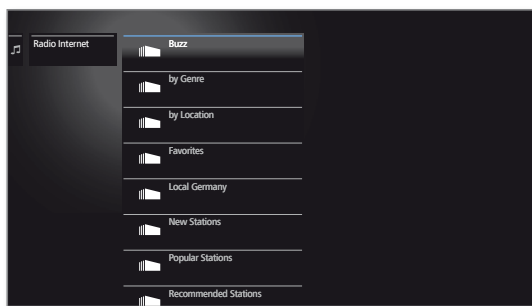 Radio Internet
Buzz
by Genre
by Location
Favorites
Local Germany
New Stations
Popular Stations
Recommended Stations